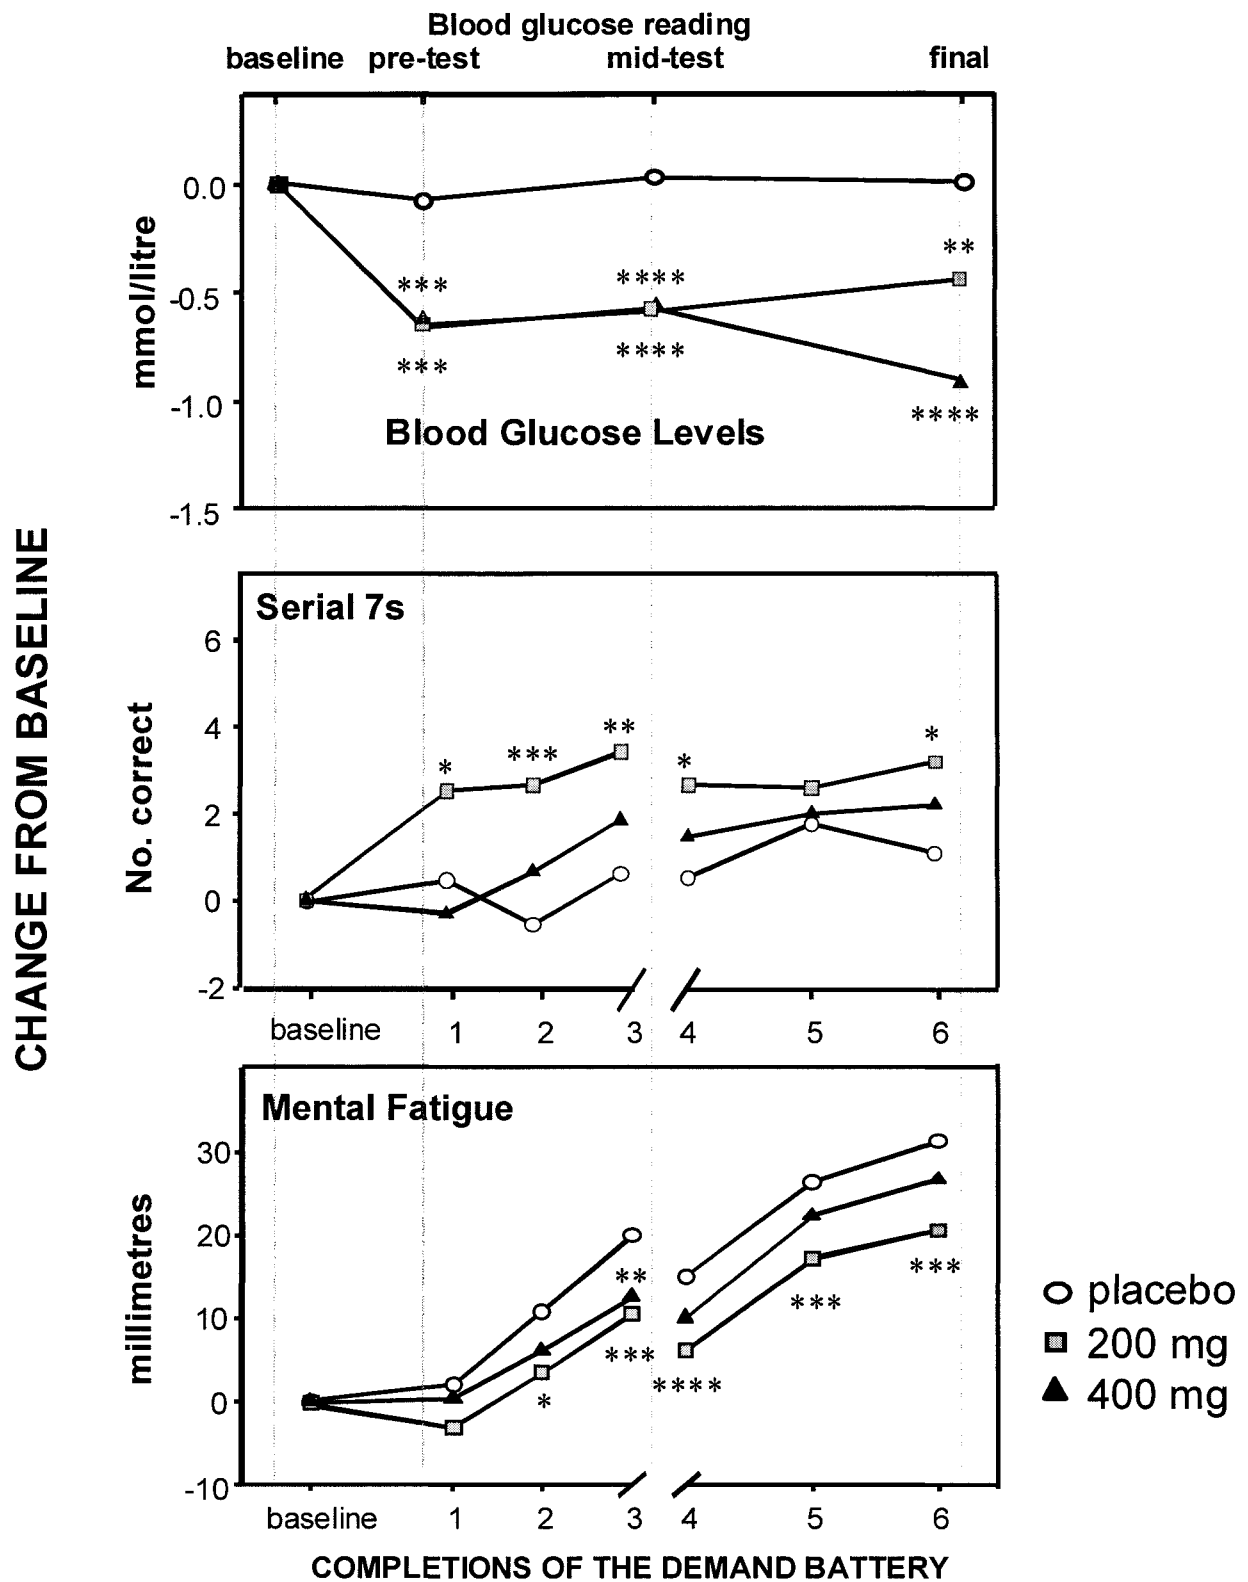 Blood glucose reading
baseline pre-test mid-test final
0.0
-0.5
-1.0
-1.5
mmol/litre
** 
*** ****
*** ****
****
Blood Glucose Levels
CHANGE FROM BASELINE
Serial 7s
6
4
2
0
-2
No. correct
* *** ** * *
baseline 1 2 3 4 5 6
Mental Fatigue
30
20
10
0
-10
millimetres
**
*** ***
*** ****
*
baseline 1 2 3 4 5 6
COMPLETIONS OF THE DEMAND BATTERY
placebo
200 mg
400 mg